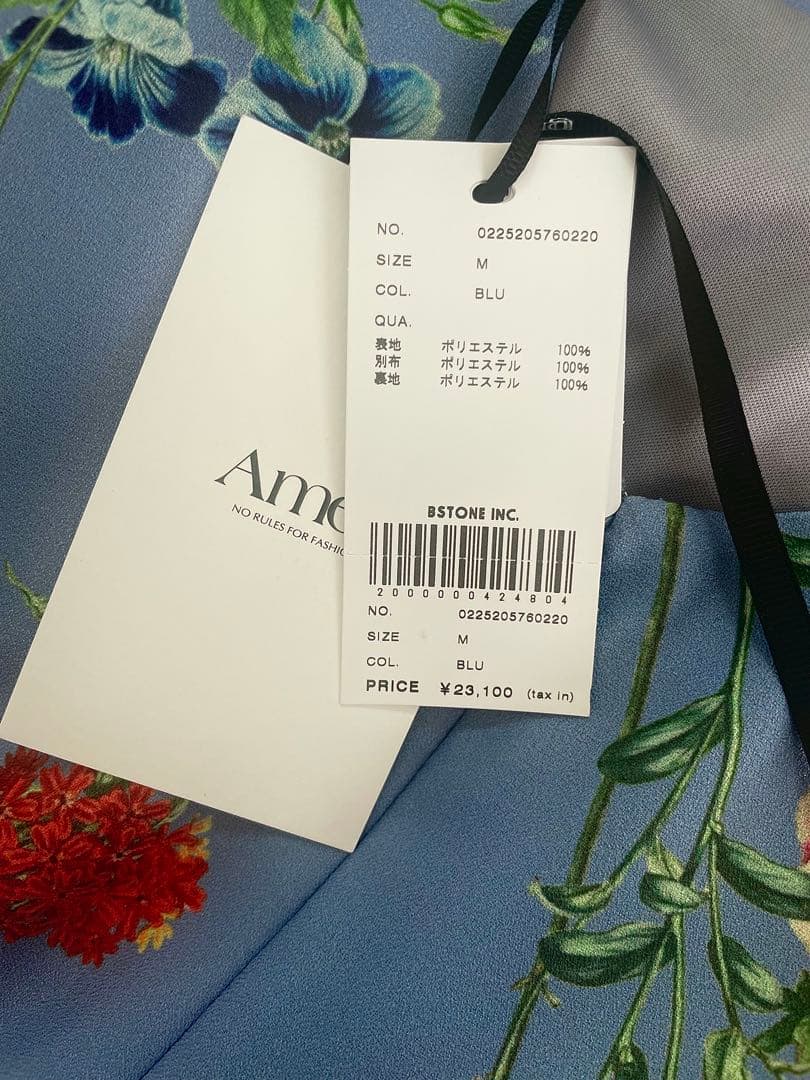 NO. 0225205760220
SIZE M
COL. BLU
QUA.
表地 ポリエステル 100%
別布 ポリエステル 100%
裏地 ポリエステル 100%
BSTONE INC.
2000000424804
NO. 0225205760220
SIZE M
COL. BLU
PRICE ¥23,100 (tax in)
Ame
NO RULES FOR FASHIO